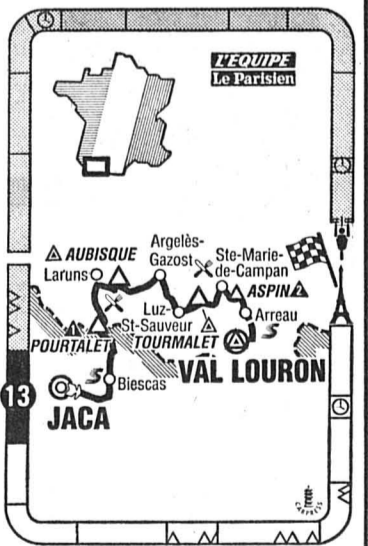 L'EQUIPE
Le Parisien
AUBISQUE
Laruns
Argelès-
Gazost
Ste-Marie-
de-Campan
ASPIN 2
Luz-
St-Sauveur
Arreau
POURTALET
TOURMALET
VAL LOURON
13
Biescas
JACA